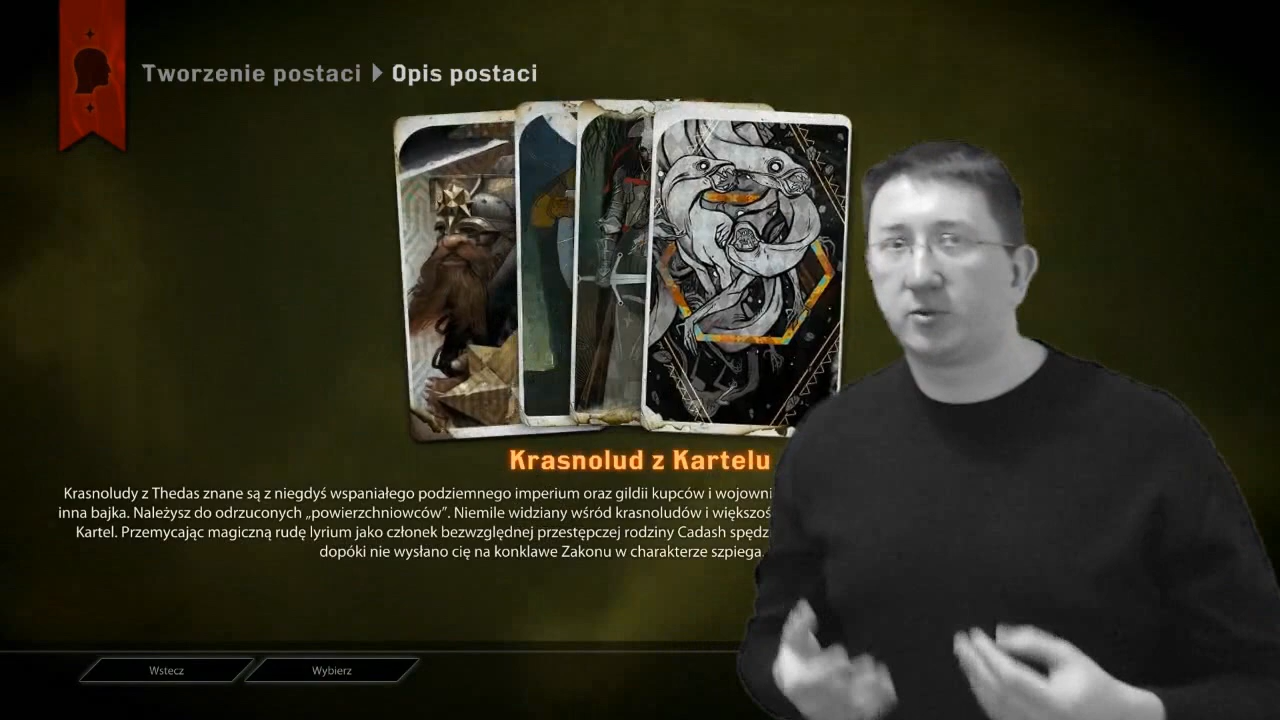 Tworzenie postaci Opis postaci
Krasnolud z Kartelu
Krasnoludy z Thedas znane są z niegdyś wspaniałego podziemnego imperium oraz gildii kupców i wojowni
inna bajka. Należysz do odrzuconych „powierzchniowców”. Niemile widziany wśród krasnoludów i większoś
Kartel. Przemycając magiczną rudę lyrium jako członek bezwzględnej przestępczej rodziny Cadash spędz
dopóki nie wysłano cię na konklawe Zakonu w charakterze szpiega.
Wstecz Wybierz